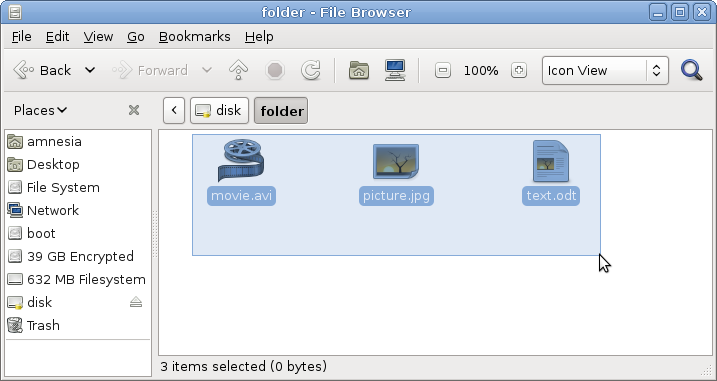 folder - File Browser
File Edit View Go Bookmarks Help
Back Forward 100% Icon View
Places disk folder
amnesia
Desktop
File System
Network
boot
39 GB Encrypted
632 MB Filesystem
disk
Trash
movie.avi picture.jpg text.odt
3 items selected (0 bytes)